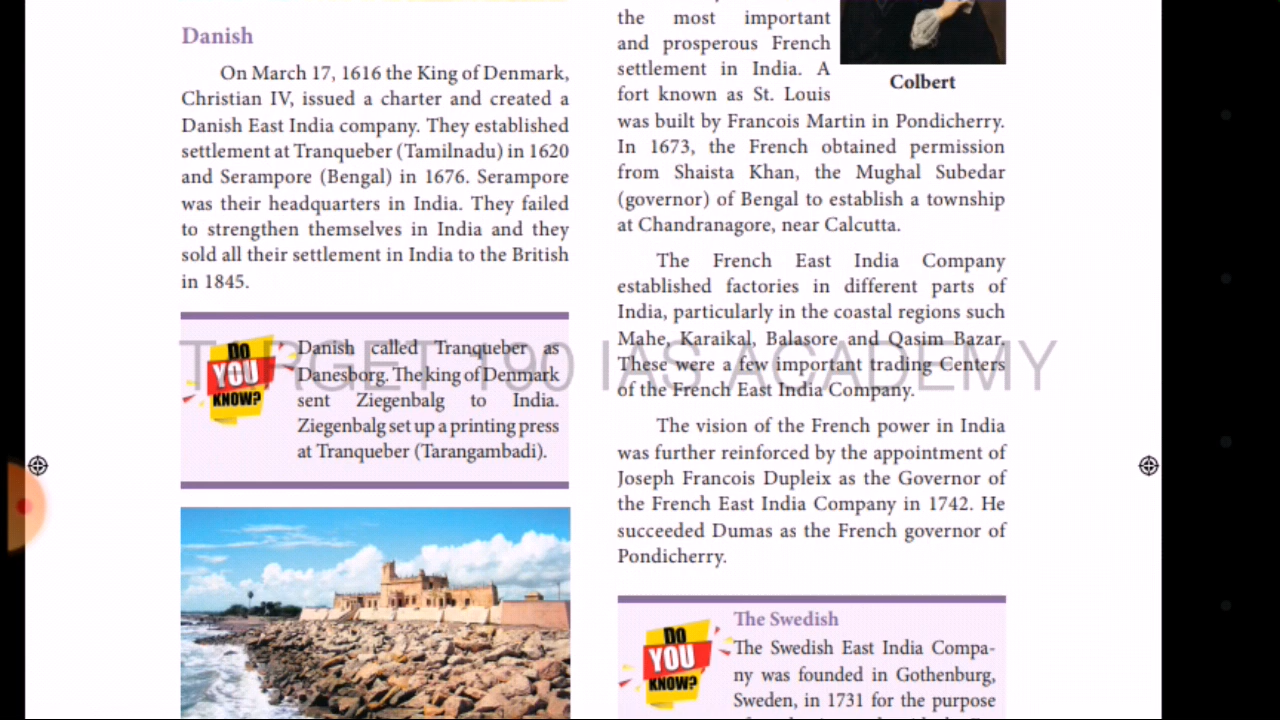 Danish
On March 17, 1616 the King of Denmark,
Christian IV, issued a charter and created a
Danish East India company. They established
settlement at Tranqueber (Tamilnadu) in 1620
and Serampore (Bengal) in 1676. Serampore
was their headquarters in India. They failed
to strengthen themselves in India and they
sold all their settlement in India to the British
in 1845.
DO
YOU
KNOW?
Danish called Tranqueber as
Danesborg. The king of Denmark
sent Ziegenbalg to India.
Ziegenbalg set up a printing press
at Tranqueber (Tarangambadi).
the most important
and prosperous French
settlement in India. A
fort known as St. Louis
was built by Francois Martin in Pondicherry.
In 1673, the French obtained permission
from Shaista Khan, the Mughal Subedar
(governor) of Bengal to establish a township
at Chandranagore, near Calcutta.
Colbert
The French East India Company
established factories in different parts of
India, particularly in the coastal regions such
Mahe, Karaikal, Balasore and Qasim Bazar.
These were a few important trading Centers
of the French East India Company.
The vision of the French power in India
was further reinforced by the appointment of
Joseph Francois Dupleix as the Governor of
the French East India Company in 1742. He
succeeded Dumas as the French governor of
Pondicherry.
DO
YOU
KNOW?
The Swedish
The Swedish East India Compa-
ny was founded in Gothenburg,
Sweden, in 1731 for the purpose
TARGET 190 IAS ACADEMY